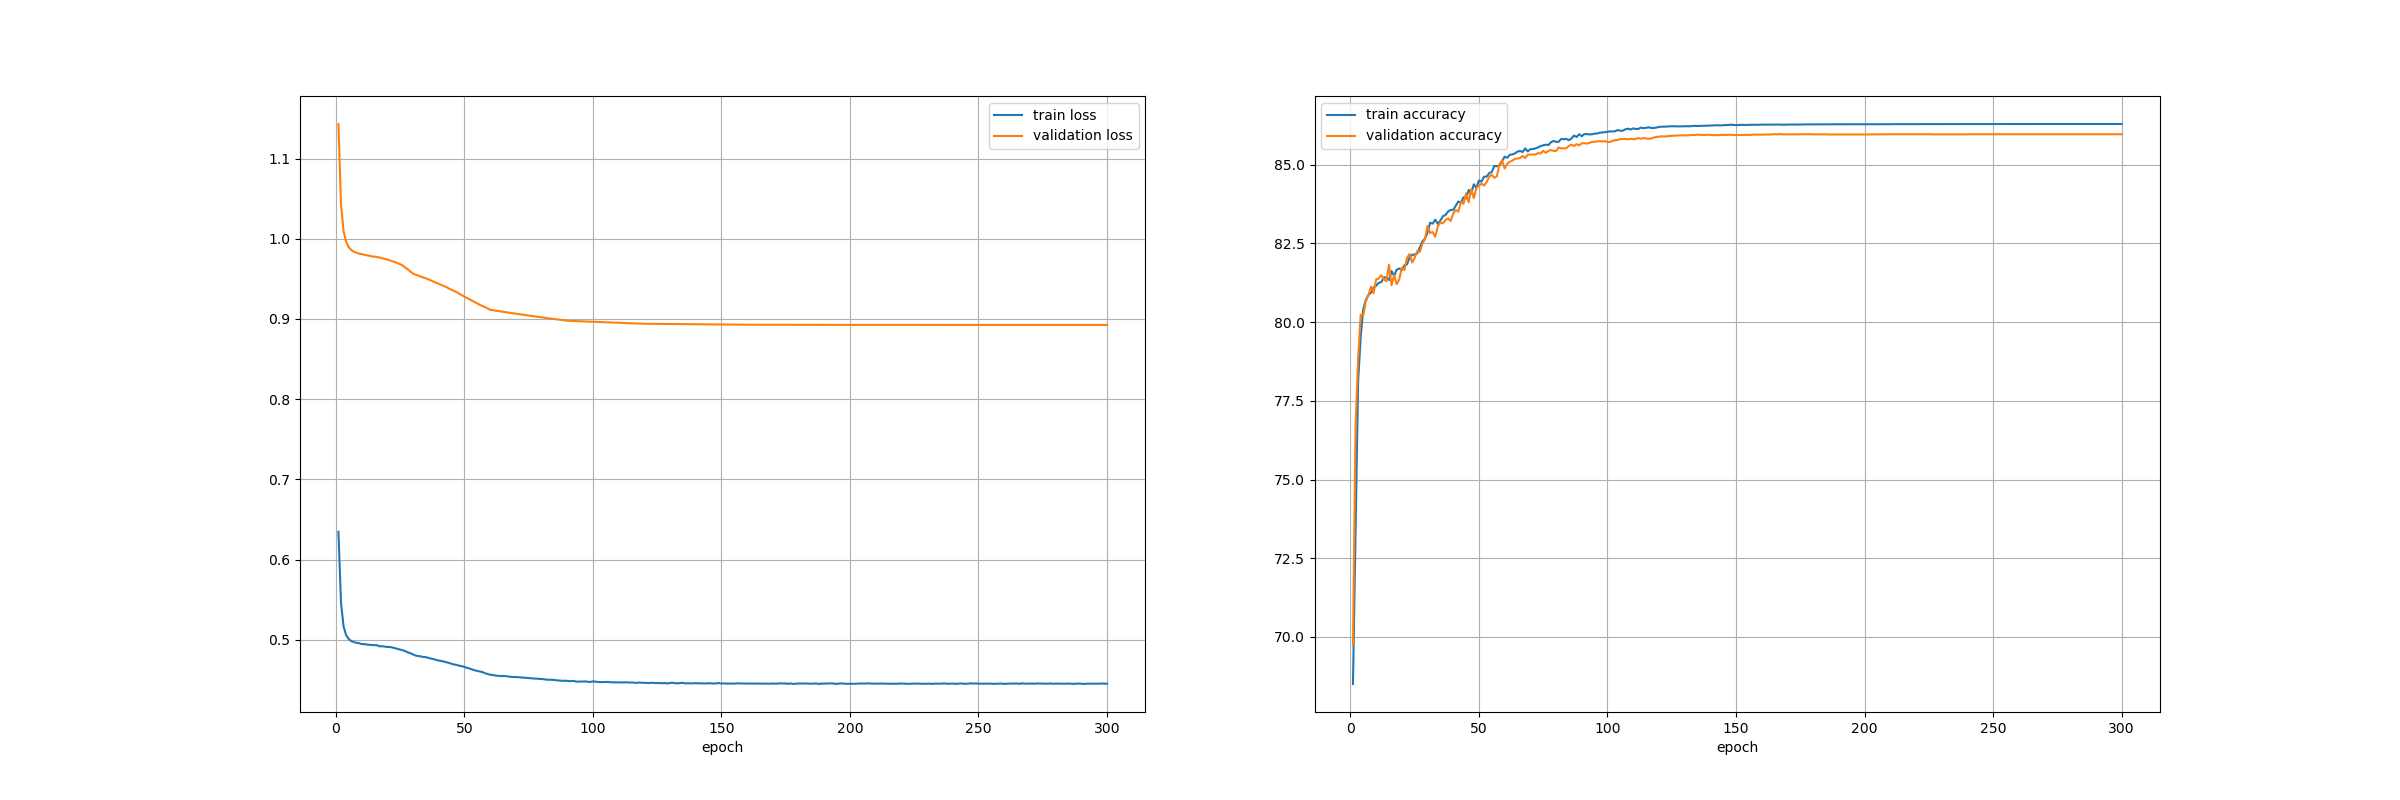 train loss
validation loss
1.1
1.0
0.9
0.8
0.7
0.6
0.5
0 50 100 150 200 250 300
epoch
train accuracy
validation accuracy
85.0
82.5
80.0
77.5
75.0
72.5
70.0
0 50 100 150 200 250 300
epoch